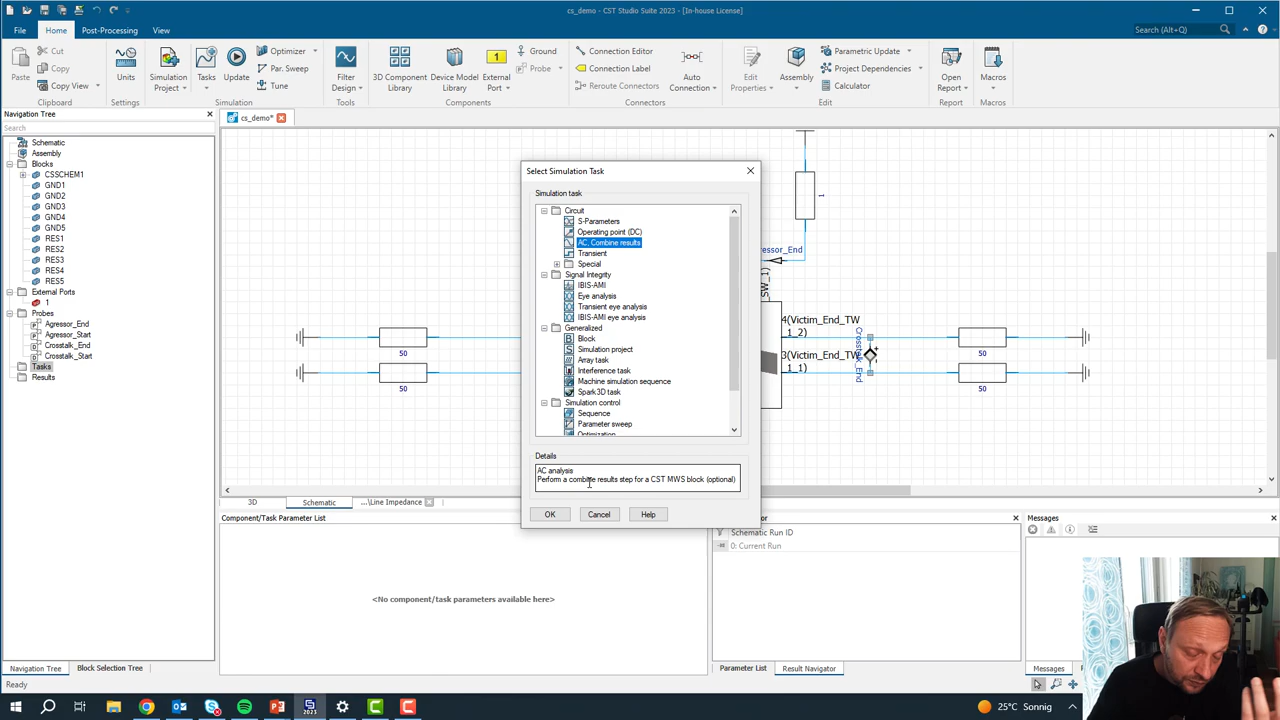 cs_demo - CST Studio Suite 2023 - [In-house License]
File
Home
Post-Processing
View
Search (Alt+Q)
Paste
Cut
Copy
Copy View
Clipboard
Units
Settings
Simulation
Project
Tasks
Update
Optimizer
Par. Sweep
Tune
Simulation
Filter
Design
Tools
3D Component
Library
Device Model
Library
1
External
Port
Ground
Probe
Components
Connection Editor
Connection Label
Reroute Connectors
Auto
Connection
Connectors
Edit
Properties
Assembly
Parametric Update
Project Dependencies
Calculator
Edit
Open
Report
Report
Macros
Macros
Navigation Tree
Search
Schematic
Assembly
Blocks
CSSCHEM1
GND1
GND2
GND3
GND4
GND5
RES1
RES2
RES3
RES4
RES5
External Ports
1
Probes
Agressor_End
Agressor_Start
Crosstalk_End
Crosstalk_Start
Tasks
Results
Navigation Tree
Block Selection Tree
cs_demo*
50
50
ressor_End
1
_SW_1)
4(Victim_End_TW
_1_2)
3(Victim_End_TW
_1_1)
Crosstalk_End
50
50
Select Simulation Task
Simulation task
Circuit
S-Parameters
Operating point (DC)
AC, Combine results
Transient
Special
Signal Integrity
IBIS-AMI
Eye analysis
Transient eye analysis
IBIS-AMI eye analysis
Generalized
Block
Simulation project
Array task
Interference task
Machine simulation sequence
Spark3D task
Simulation control
Sequence
Parameter sweep
Optimization
Details
AC analysis
Perform a combine results step for a CST MWS block (optional)
OK
Cancel
Help
3D
Schematic
...\Line Impedance
Component/Task Parameter List
<No component/task parameters available here>
Schematic Run ID
0: Current Run
Parameter List
Result Navigator
Messages
Messages
Ready
2023
25°C Sonnig